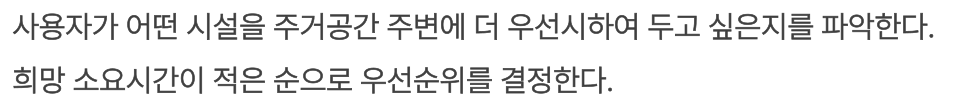 사용자가 어떤 시설을 주거공간 주변에 더 우선시하여 두고 싶은지를 파악한다.
희망 소요시간이 적은 순으로 우선순위를 결정한다.